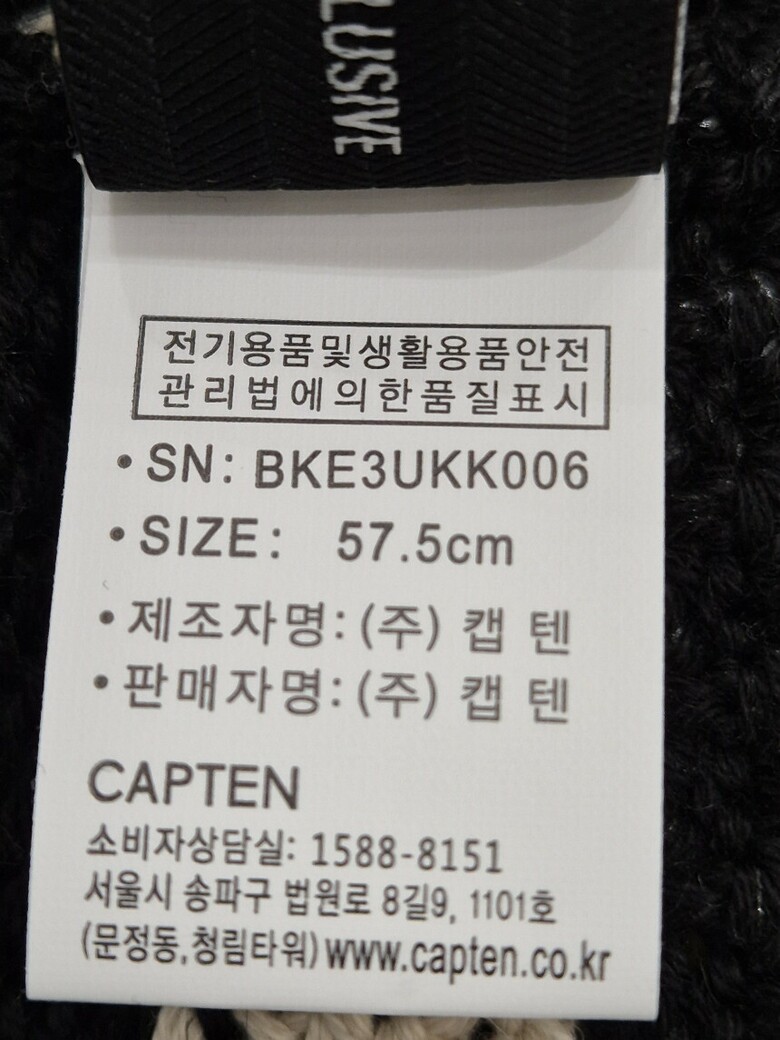 LUSIVE
전기용품및생활용품안전
관리법에의한품질표시
• SN: BKE3UKK006
• SIZE: 57.5cm
• 제조자명: (주) 캡 텐
• 판매자명: (주) 캡 텐
CAPTEN
소비자상담실: 1588-8151
서울시 송파구 법원로 8길9, 1101호
(문정동,청림타워) www.capten.co.kr